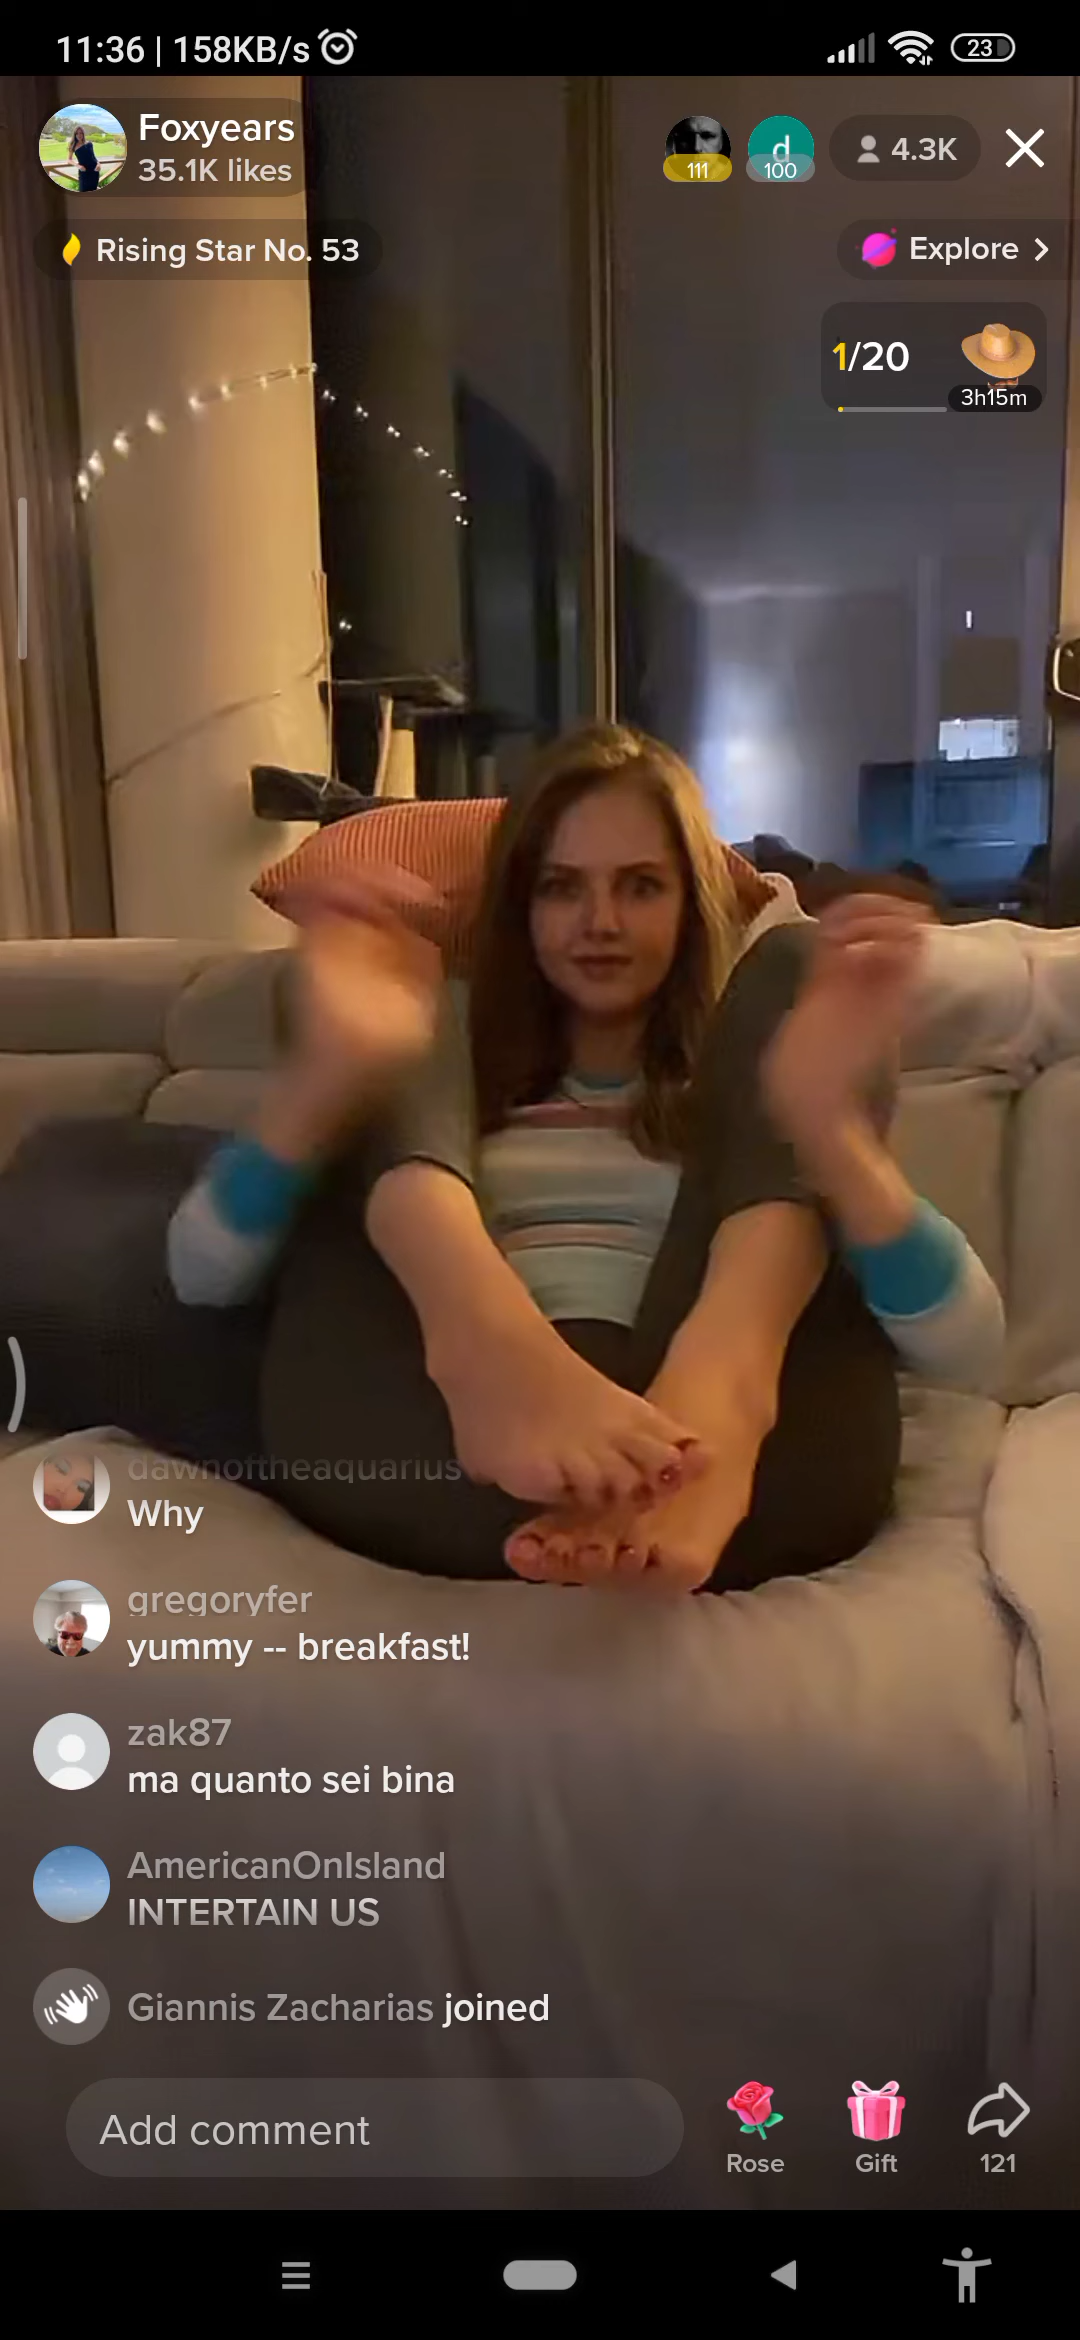 11:36 | 158KB/s
23
Foxyears
35.1K likes
111
d
100
4.3K
Rising Star No. 53
Explore >
1/20
3h15m
dawnoftheaquarius
Why
gregoryfer
yummy -- breakfast!
zak87
ma quanto sei bina
AmericanOnIsland
INTERTAIN US
Giannis Zacharias joined
Add comment
Rose
Gift
121